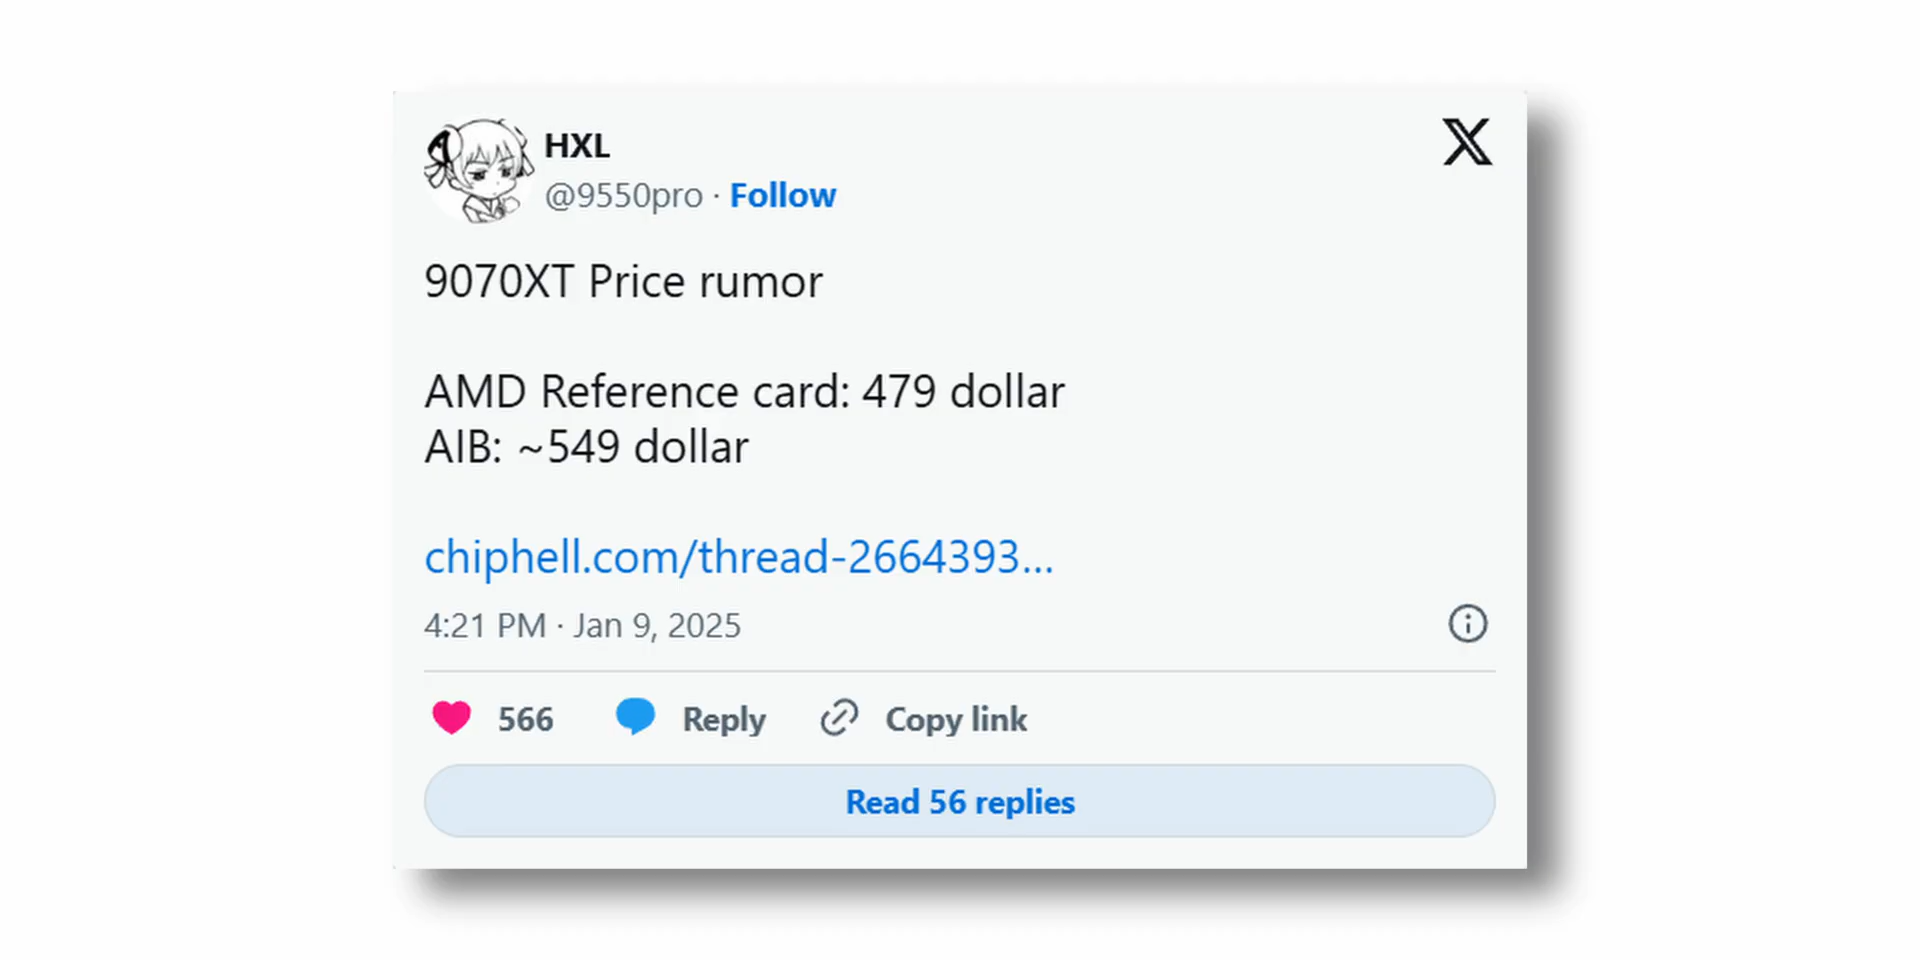 HXL
@9550pro · Follow
9070XT Price rumor
AMD Reference card: 479 dollar
AIB: ~549 dollar
chiphell.com/thread-2664393...
4:21 PM · Jan 9, 2025
566 Reply Copy link
Read 56 replies